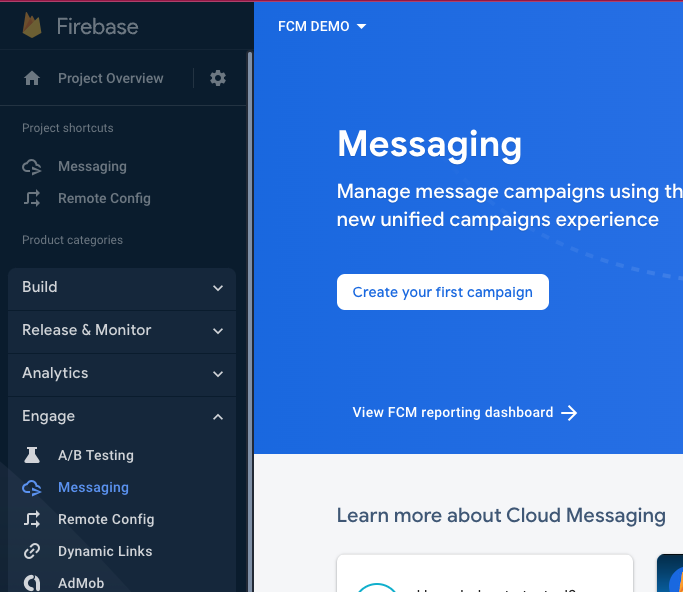 Firebase
Project Overview
Project shortcuts
Messaging
Remote Config
Product categories
Build
Release & Monitor
Analytics
Engage
A/B Testing
Messaging
Remote Config
Dynamic Links
AdMob
FCM DEMO
Messaging
Manage message campaigns using
new unified campaigns experience
Create your first campaign
View FCM reporting dashboard
Learn more about Cloud Messaging